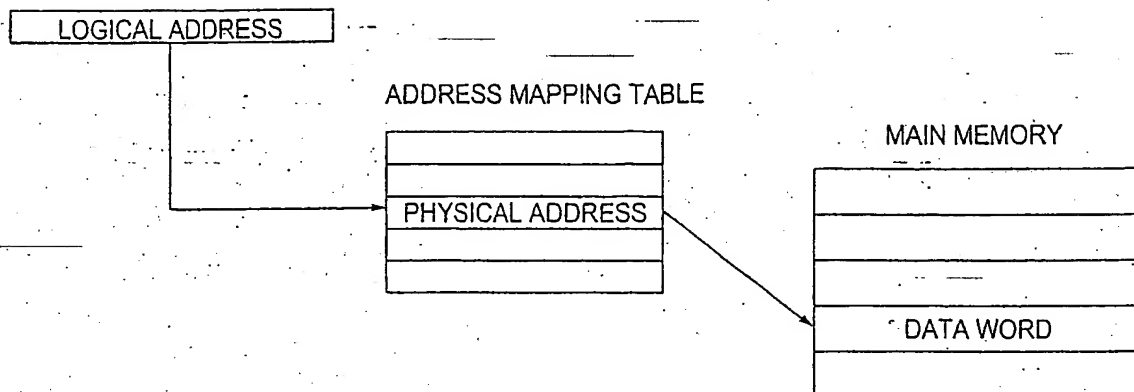 LOGICAL ADDRESS
ADDRESS MAPPING TABLE
MAIN MEMORY
PHYSICAL ADDRESS
DATA WORD